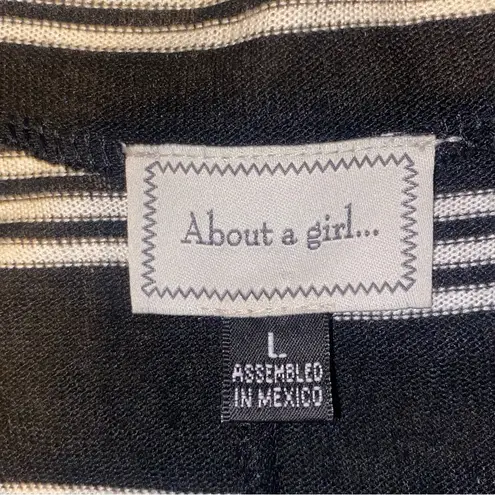 About a girl...
L
ASSEMBLED
IN MEXICO